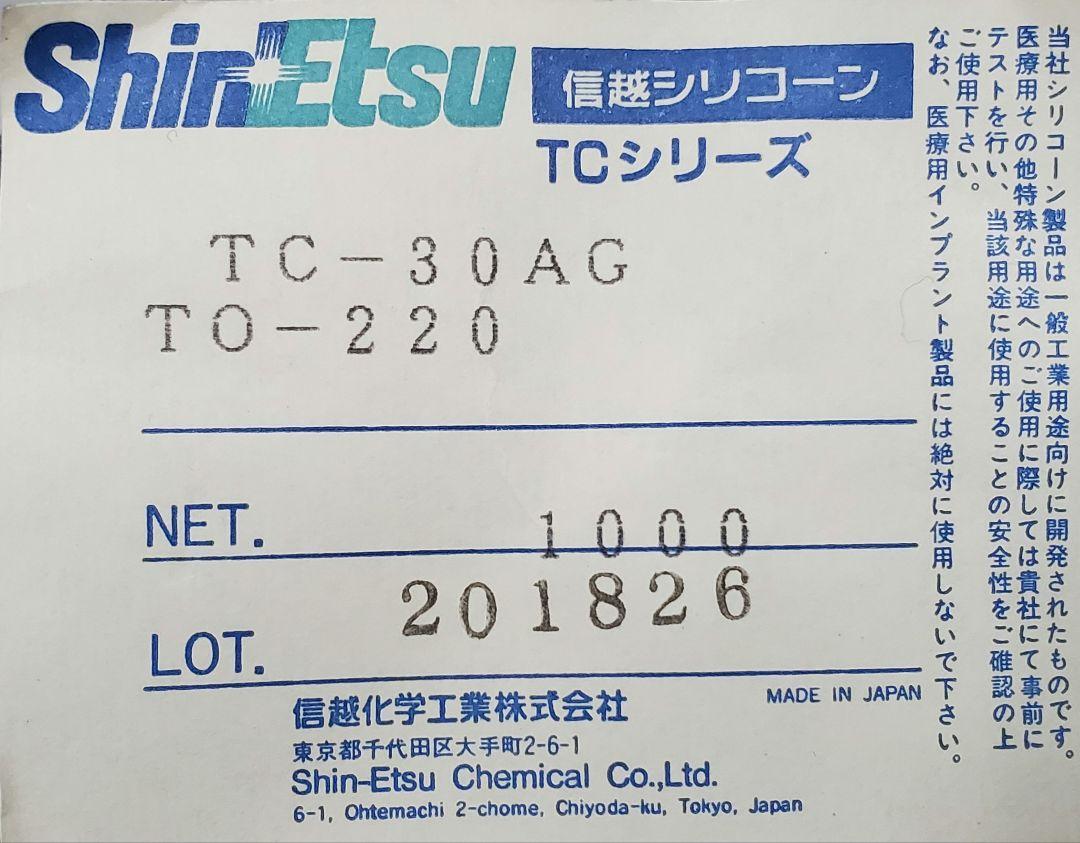 Shin-Etsu
信越シリコーン
TCシリーズ
TC-30AG
TO-220
NET. 1000
LOT. 201826
MADE IN JAPAN
信越化学工業株式会社
東京都千代田区大手町2-6-1
Shin-Etsu Chemical Co.,Ltd.
6-1, Ohtemachi 2-chome, Chiyoda-ku, Tokyo, Japan
当社シリコーン製品は一般工業用途向けに開発されたものです。
医療用その他特殊な用途へのご使用に際しては貴社にて事前に
テストを行い、当該用途に使用することの安全性をご確認の上
ご使用下さい。
なお、医療用インプラント製品には絶対に使用しないで下さい。